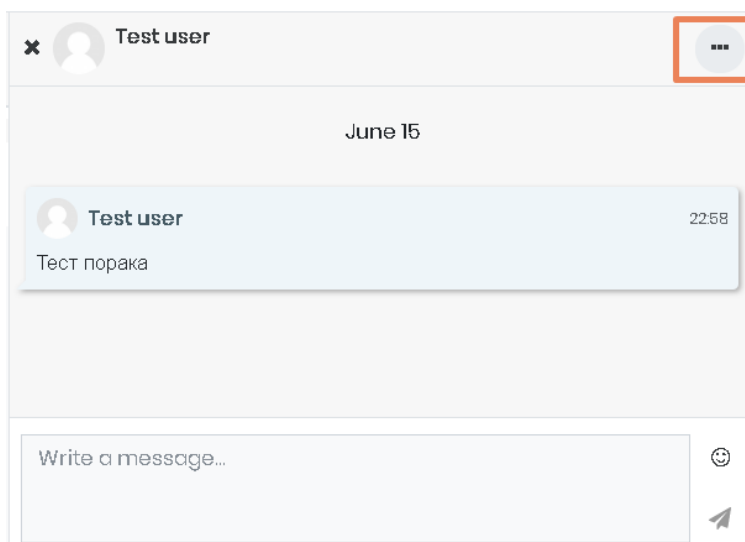 Test user
June 15
Test user 22:58
Тест порака
Write a message...